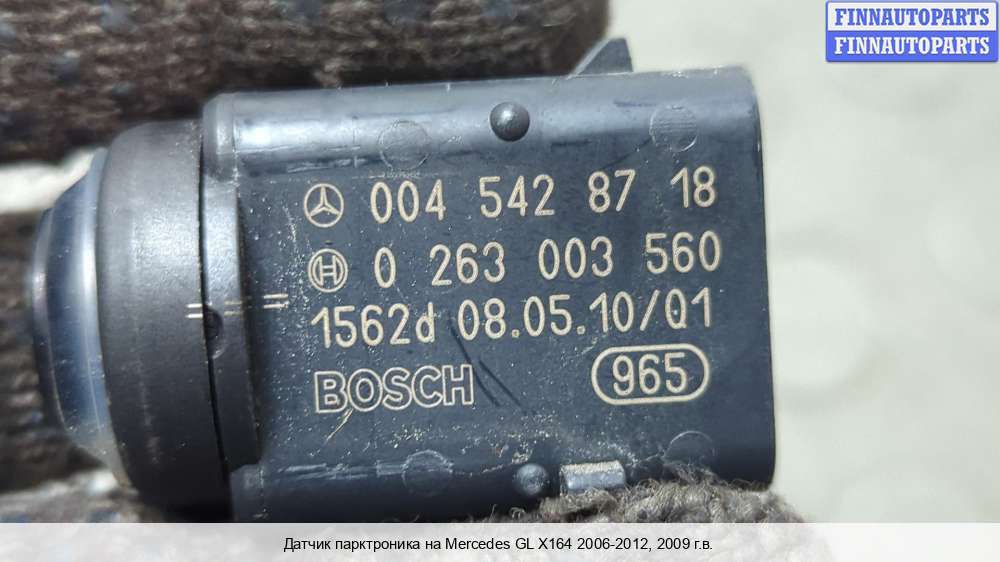 FINNAUTOPARTS
FINNAUTOPARTS
004 542 87 18
0 263 003 560
1562d 08.05.10/01
BOSCH 965
Датчик парктроника на Mercedes GL X164 2006-2012, 2009 г.в.